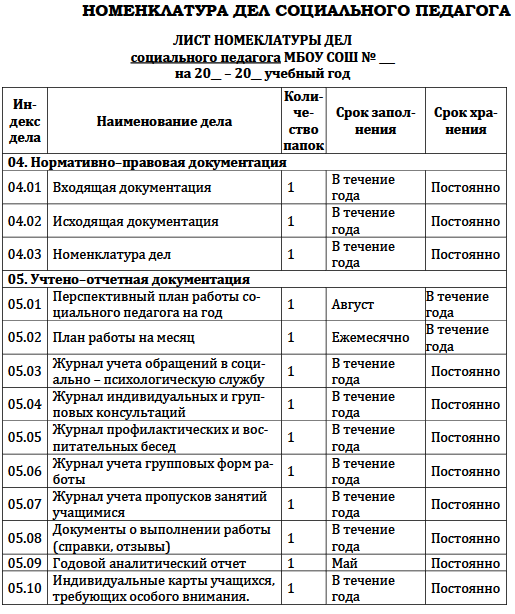 НОМЕНКЛАТУРА ДЕЛ СОЦИАЛЬНОГО ПЕДАГОГА
ЛИСТ НОМЕКЛАТУРЫ ДЕЛ
социального педагога МБОУ СОШ № __
на 20__ – 20__ учебный год
Ин-
декс
дела
Наименование дела
Коли-
че-
ство
папок
Срок запол-
нения
Срок хра-
нения
04. Нормативно–правовая документация
04.01 Входящая документация 1 В течение
года Постоянно
04.02 Исходящая документация 1 В течение
года Постоянно
04.03 Номенклатура дел 1 В течение
года Постоянно
05. Учтено–отчетная документация
05.01 Перспективный план работы со-
циального педагога на год 1 Август В течение
года
05.02 План работы на месяц 1 Ежемесячно В течение
года
05.03 Журнал учета обращений в соци-
ально – психологическую службу 1 В течение
года Постоянно
05.04 Журнал индивидуальных и груп-
повых консультаций 1 В течение
года Постоянно
05.05 Журнал профилактических и вос-
питательных бесед 1 В течение
года Постоянно
05.06 Журнал учета групповых форм ра-
боты 1 В течение
года Постоянно
05.07 Журнал учета пропусков занятий
учащимися 1 В течение
года Постоянно
05.08 Документы о выполнении работы
(справки, отзывы) 1 В течение
года Постоянно
05.09 Годовой аналитический отчет 1 Май Постоянно
05.10 Индивидуальные карты учащихся,
требующих особого внимания. 1 В течение
года Постоянно